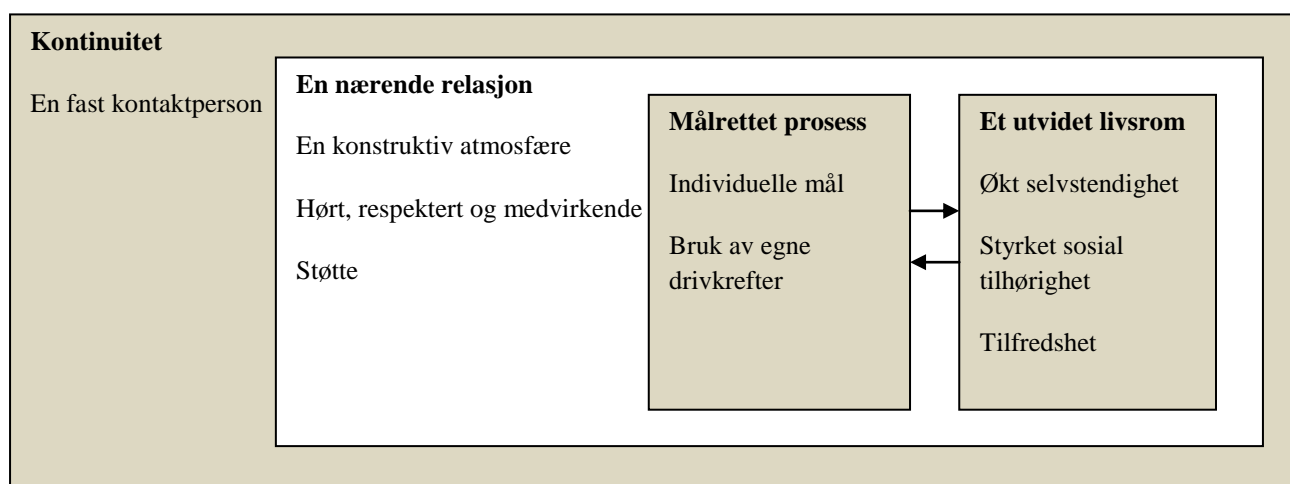 Kontinuitet
En fast kontaktperson
En nærende relasjon
En konstruktiv atmosfære
Hørt, respektert og medvirkende
Støtte
Målrettet prosess
Individuelle mål
Bruk av egne
drivkrefter
Et utvidet livsrom
Økt selvstendighet
Styrket sosial
tilhørighet
Tilfredshet